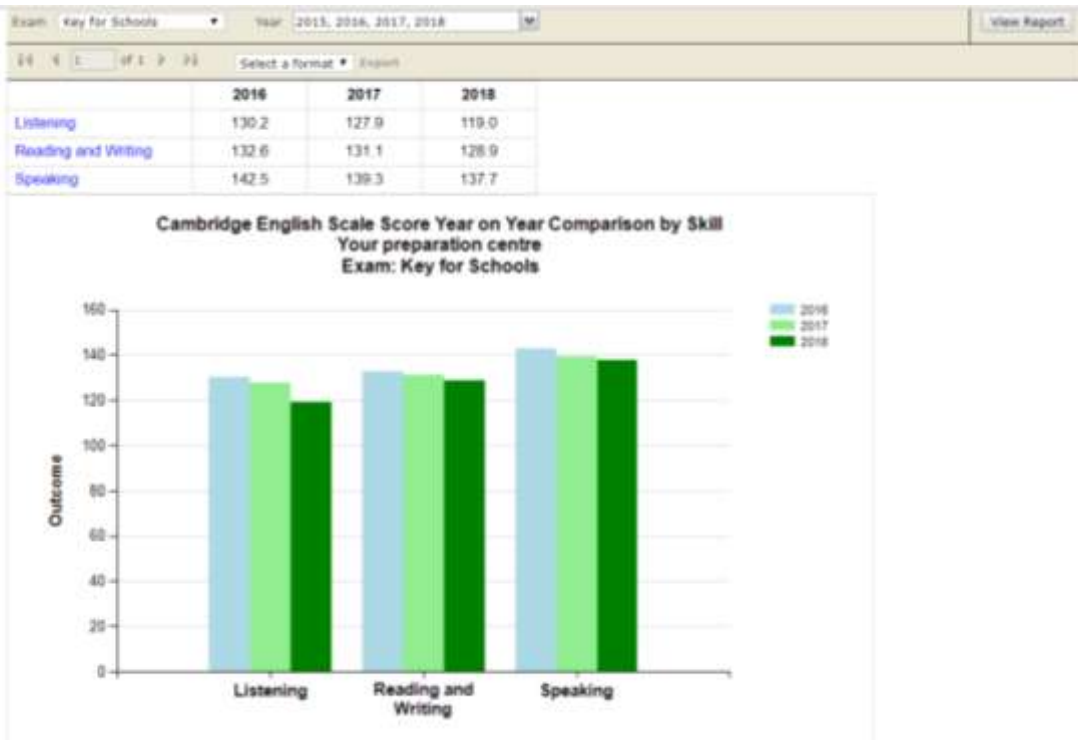 Exam Key for Schools Year 2015, 2016, 2017, 2018 View Report
1 of 1 Select a format Export
2016 2017 2018
Listening 130.2 127.9 119.0
Reading and Writing 132.6 131.1 128.9
Speaking 142.5 139.3 137.7
Cambridge English Scale Score Year on Year Comparison by Skill
Your preparation centre
Exam: Key for Schools
160
140
120
100
80
60
40
20
0
Outcome
2016
2017
2018
Listening
Reading and
Writing
Speaking